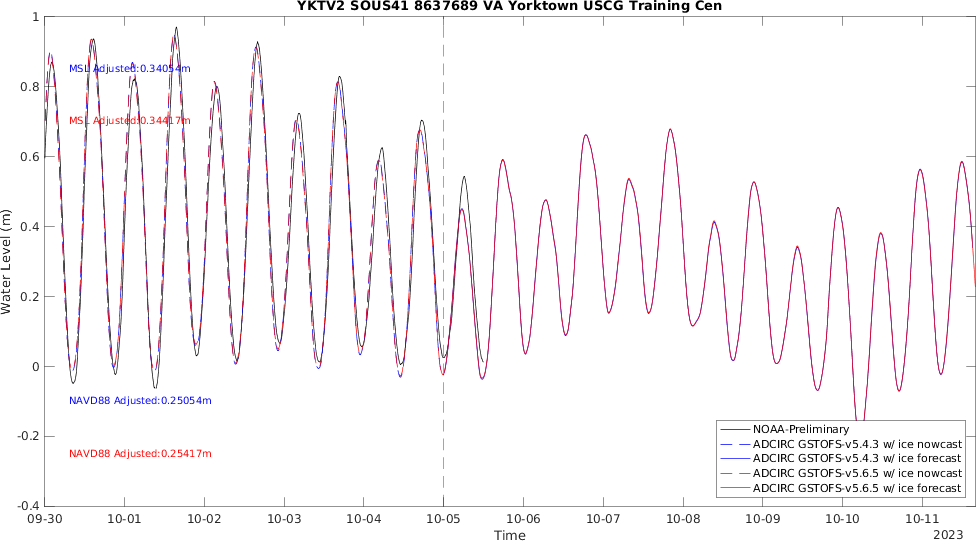 YKTV2 SOUS41 8637689 VA Yorktown USCG Training Cen
1
0.8
0.6
0.4
0.2
0
-0.2
-0.4
Water Level (m)
MSL Adjusted:0.34054m
MSL Adjusted:0.34417m
NAVD88 Adjusted:0.25054m
NAVD88 Adjusted:0.25417m
NOAA-Preliminary
ADCIRC GSTOFS-v5.4.3 w/ ice nowcast
ADCIRC GSTOFS-v5.4.3 w/ ice forecast
ADCIRC GSTOFS-v5.6.5 w/ ice nowcast
ADCIRC GSTOFS-v5.6.5 w/ ice forecast
09-30 10-01 10-02 10-03 10-04 10-05 10-06 10-07 10-08 10-09 10-10 10-11
Time
2023